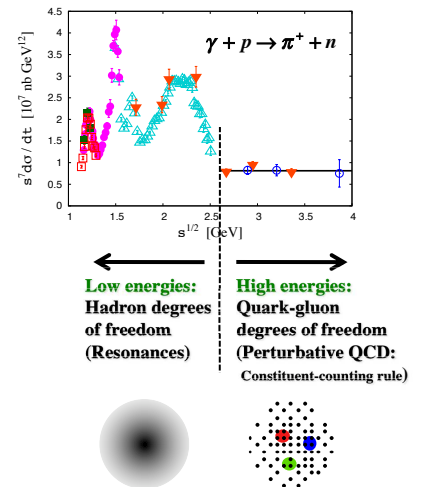 γ + p → π⁺ + n
s⁷dσ/dt [10⁷ nb GeV¹²]
4.5
4
3.5
3
2.5
2
1.5
1
0.5
0
1 1.5 2 2.5 3 3.5 4
s^1/2 [GeV]
Low energies:
Hadron degrees
of freedom
(Resonances)
High energies:
Quark-gluon
degrees of freedom
(Perturbative QCD:
Constituent-counting rule)